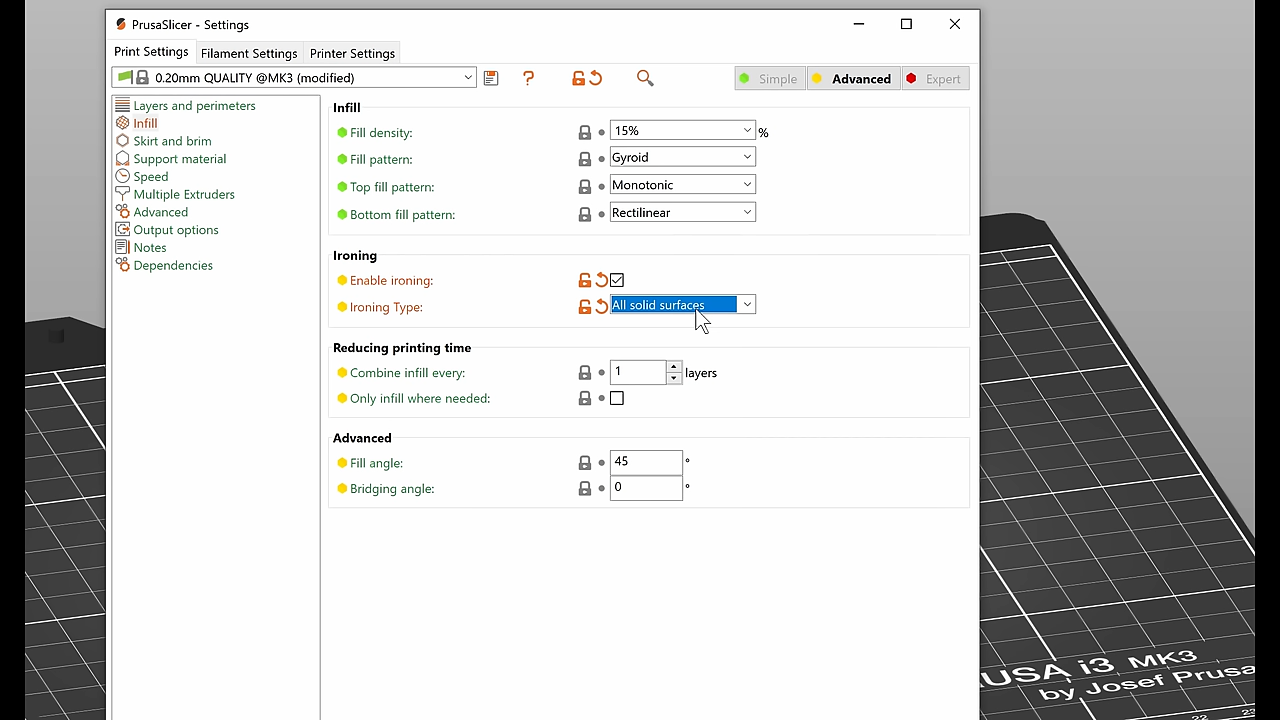 PrusaSlicer - Settings
Print Settings Filament Settings Printer Settings
0.20mm QUALITY @MK3 (modified) ? Simple Advanced Expert
Layers and perimeters
Infill
Skirt and brim
Support material
Speed
Multiple Extruders
Advanced
Output options
Notes
Dependencies
Infill
Fill density: 15% %
Fill pattern: Gyroid
Top fill pattern: Monotonic
Bottom fill pattern: Rectilinear
Ironing
Enable ironing:
Ironing Type: All solid surfaces
Reducing printing time
Combine infill every: 1 layers
Only infill where needed:
Advanced
Fill angle: 45 °
Bridging angle: 0 °
USA i3 MK3
by Josef Prusa
22 23